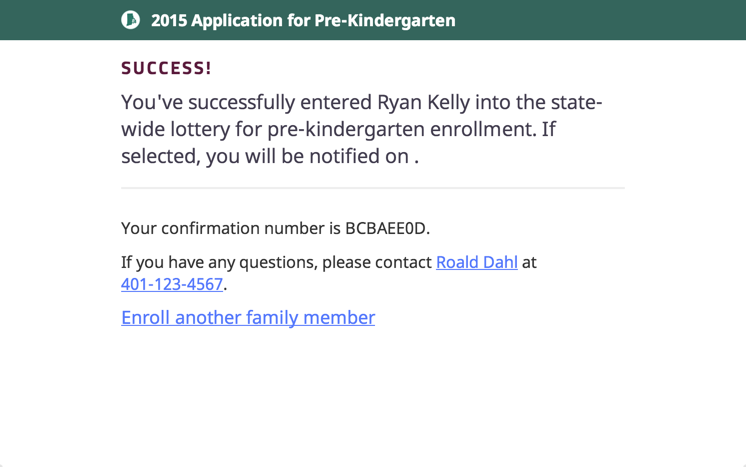 2015 Application for Pre-Kindergarten
SUCCESS!
You've successfully entered Ryan Kelly into the state-
wide lottery for pre-kindergarten enrollment. If
selected, you will be notified on .
Your confirmation number is BCBAEE0D.
If you have any questions, please contact Roald Dahl at
401-123-4567.
Enroll another family member